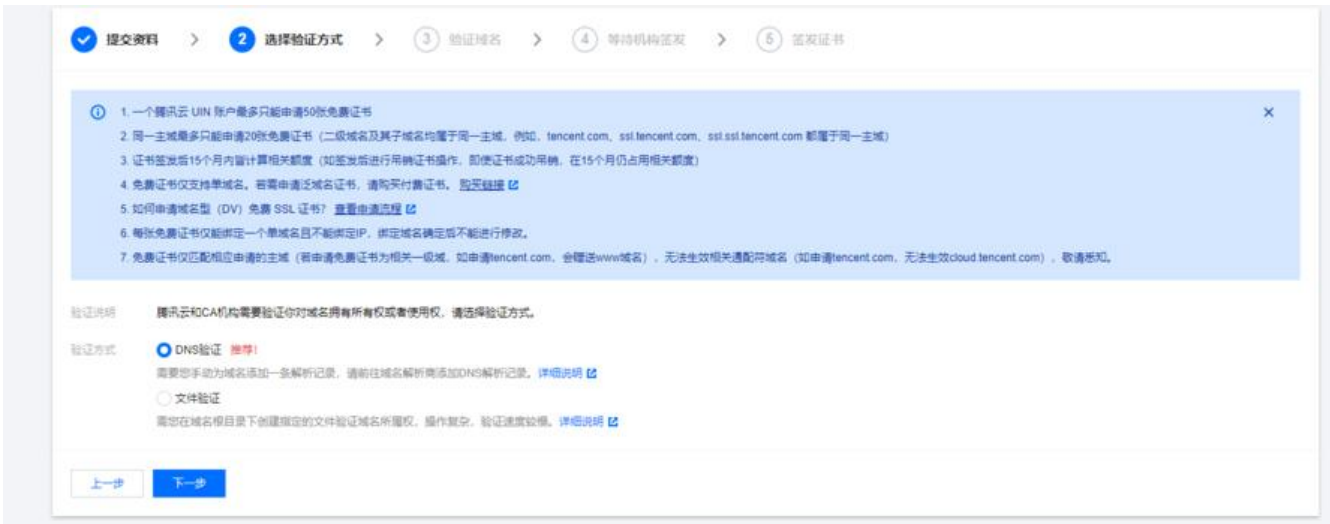 提交资料 > 2 选择验证方式 > 3 验证域名 > 4 等待机构签发 > 5 签发证书
1. 一个腾讯云 UIN 账户最多只能申请50张免费证书
2. 同一主域最多只能申请20张免费证书（二级域名及其子域名均属于同一主域，例如，tencent.com、ssl.tencent.com、ssl.ssl.tencent.com 都属于同一主域）
3. 证书签发后15个月内皆计算相关额度（如签发后进行吊销证书操作，即使证书成功吊销，在15个月仍占用相关额度）
4. 免费证书仅支持单域名。若需申请泛域名证书，请购买付费证书。 购买链接
5. 如何申请域名型（DV）免费 SSL 证书？ 查看申请流程
6. 每张免费证书仅能绑定一个单域名且不能绑定IP，绑定域名确定后不能进行修改。
7. 免费证书仅匹配相应申请的主域（若申请免费证书为相关一级域，如申请tencent.com，会赠送www域名），无法生效相关通配符域名（如申请tencent.com，无法生效cloud.tencent.com），敬请悉知。
验证说明 腾讯云和CA机构需要验证你对域名拥有所有权或者使用权，请选择验证方式。
验证方式 DNS验证 推荐!
需要您手动为域名添加一条解析记录，请前往域名解析商添加DNS解析记录。详细说明
文件验证
需您在域名根目录下创建指定的文件验证域名所属权，操作复杂，验证速度较慢。详细说明
上一步 下一步